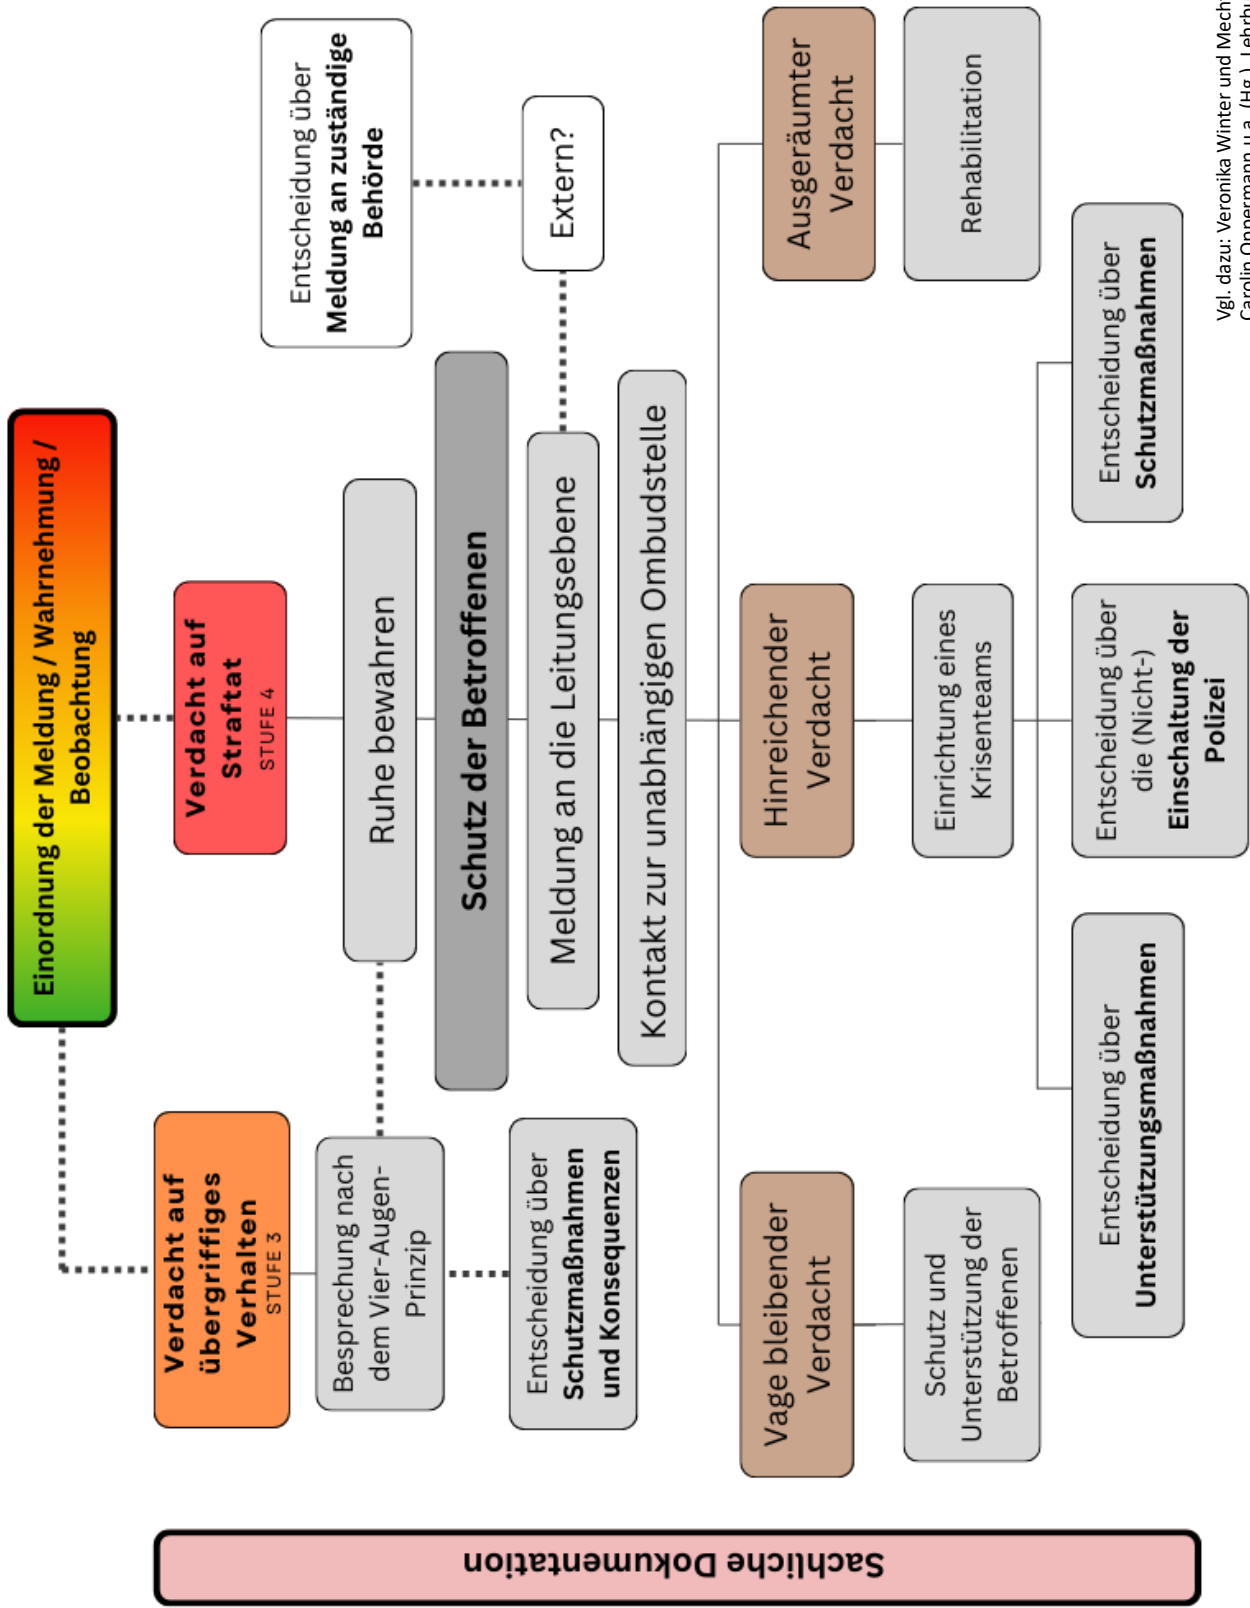 Einordnung der Meldung / Wahrnehmung /
Beobachtung
Verdacht auf
übergriffiges
Verhalten
STUFE 3
Verdacht auf
Straftat
STUFE 4
Entscheidung über
Meldung an zuständige
Behörde
Besprechung nach
dem Vier-Augen-
Prinzip
Ruhe bewahren
Schutz der Betroffenen
Entscheidung über
Schutzmaßnahmen
und Konsequenzen
Meldung an die Leitungsebene
Extern?
Kontakt zur unabhängigen Ombudstelle
Vage bleibender
Verdacht
Hinreichender
Verdacht
Ausgeräumter
Verdacht
Schutz und
Unterstützung der
Betroffenen
Einrichtung eines
Krisenteams
Rehabilitation
Entscheidung über
Unterstützungsmaßnahmen
Entscheidung über
die (Nicht-)
Einschaltung der
Polizei
Entscheidung über
Schutzmaßnahmen
Sachliche Dokumentation
Vgl. dazu: Veronika Winter und Mech